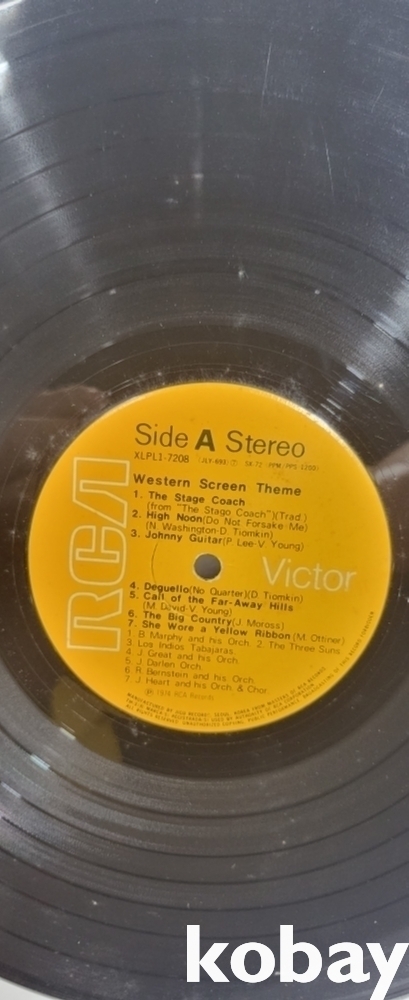 Side A Stereo
XLPL1-7208
Western Screen Theme
1. The Stage Coach
(from "The Stago Coach")(Trad.)
2. High Noon(Do Not Forsake Me)
(N. Washington-D. Tiomkin)
3. Johnny Guitar(P. Lee-V. Young)
RCA
Victor
4. Deguello(No Quarter)(D. Tiomkin)
5. Call of the Far-Away Hills
(M. David-V. Young)
6. The Big Country(J. Moross)
7. She Wore a Yellow Ribbon(M. Ottiner)
1. B Marphy and his Orch. 2. The Three Suns
3. Los Indios Tabajaras.
4. J. Great and his Orch.
5. J. Darlen Orch.
6. R. Bernstein and his Orch.
7. J. Heart and his Orch. & Chor.
℗ 1976 RCA Records
kobay